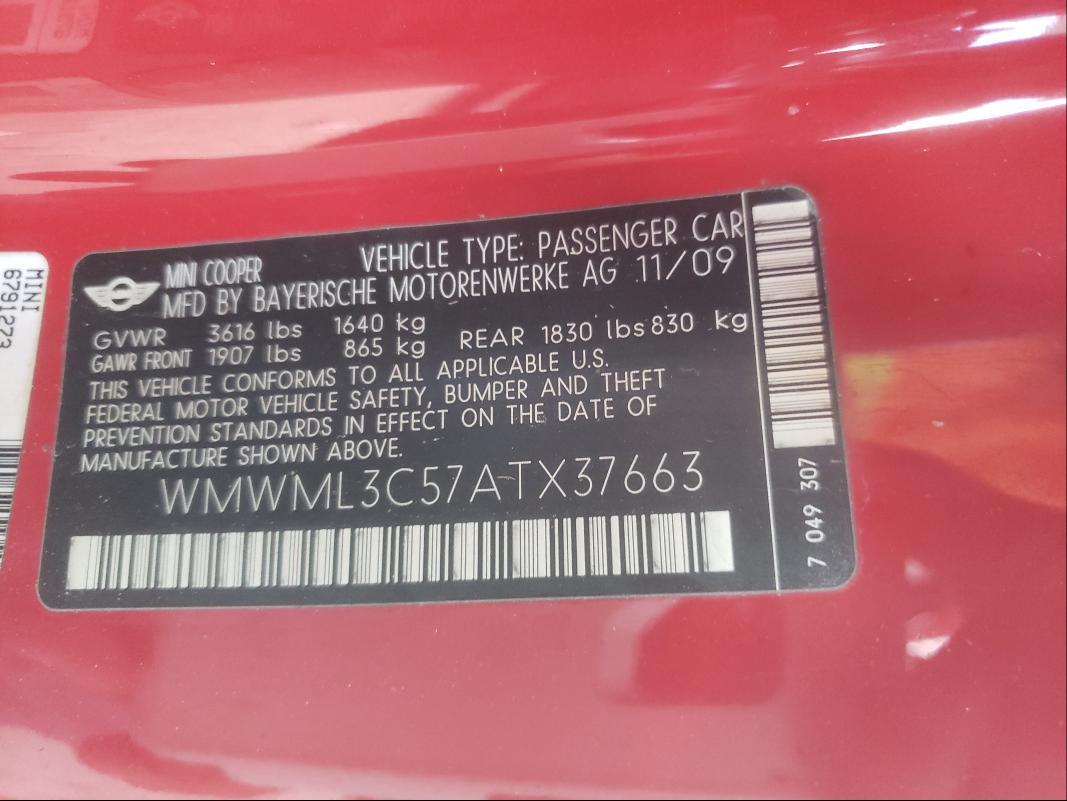 VEHICLE TYPE: PASSENGER CAR
MINI COOPER
MFD BY BAYERISCHE MOTORENWERKE AG 11/09
GVWR 3616 lbs 1640 kg
GAWR FRONT 1907 lbs 865 kg REAR 1830 lbs 830 kg
THIS VEHICLE CONFORMS TO ALL APPLICABLE U.S.
FEDERAL MOTOR VEHICLE SAFETY, BUMPER AND THEFT
PREVENTION STANDARDS IN EFFECT ON THE DATE OF
MANUFACTURE SHOWN ABOVE.
WMWML3C57ATX37663
7 049 307
MINI
6791273